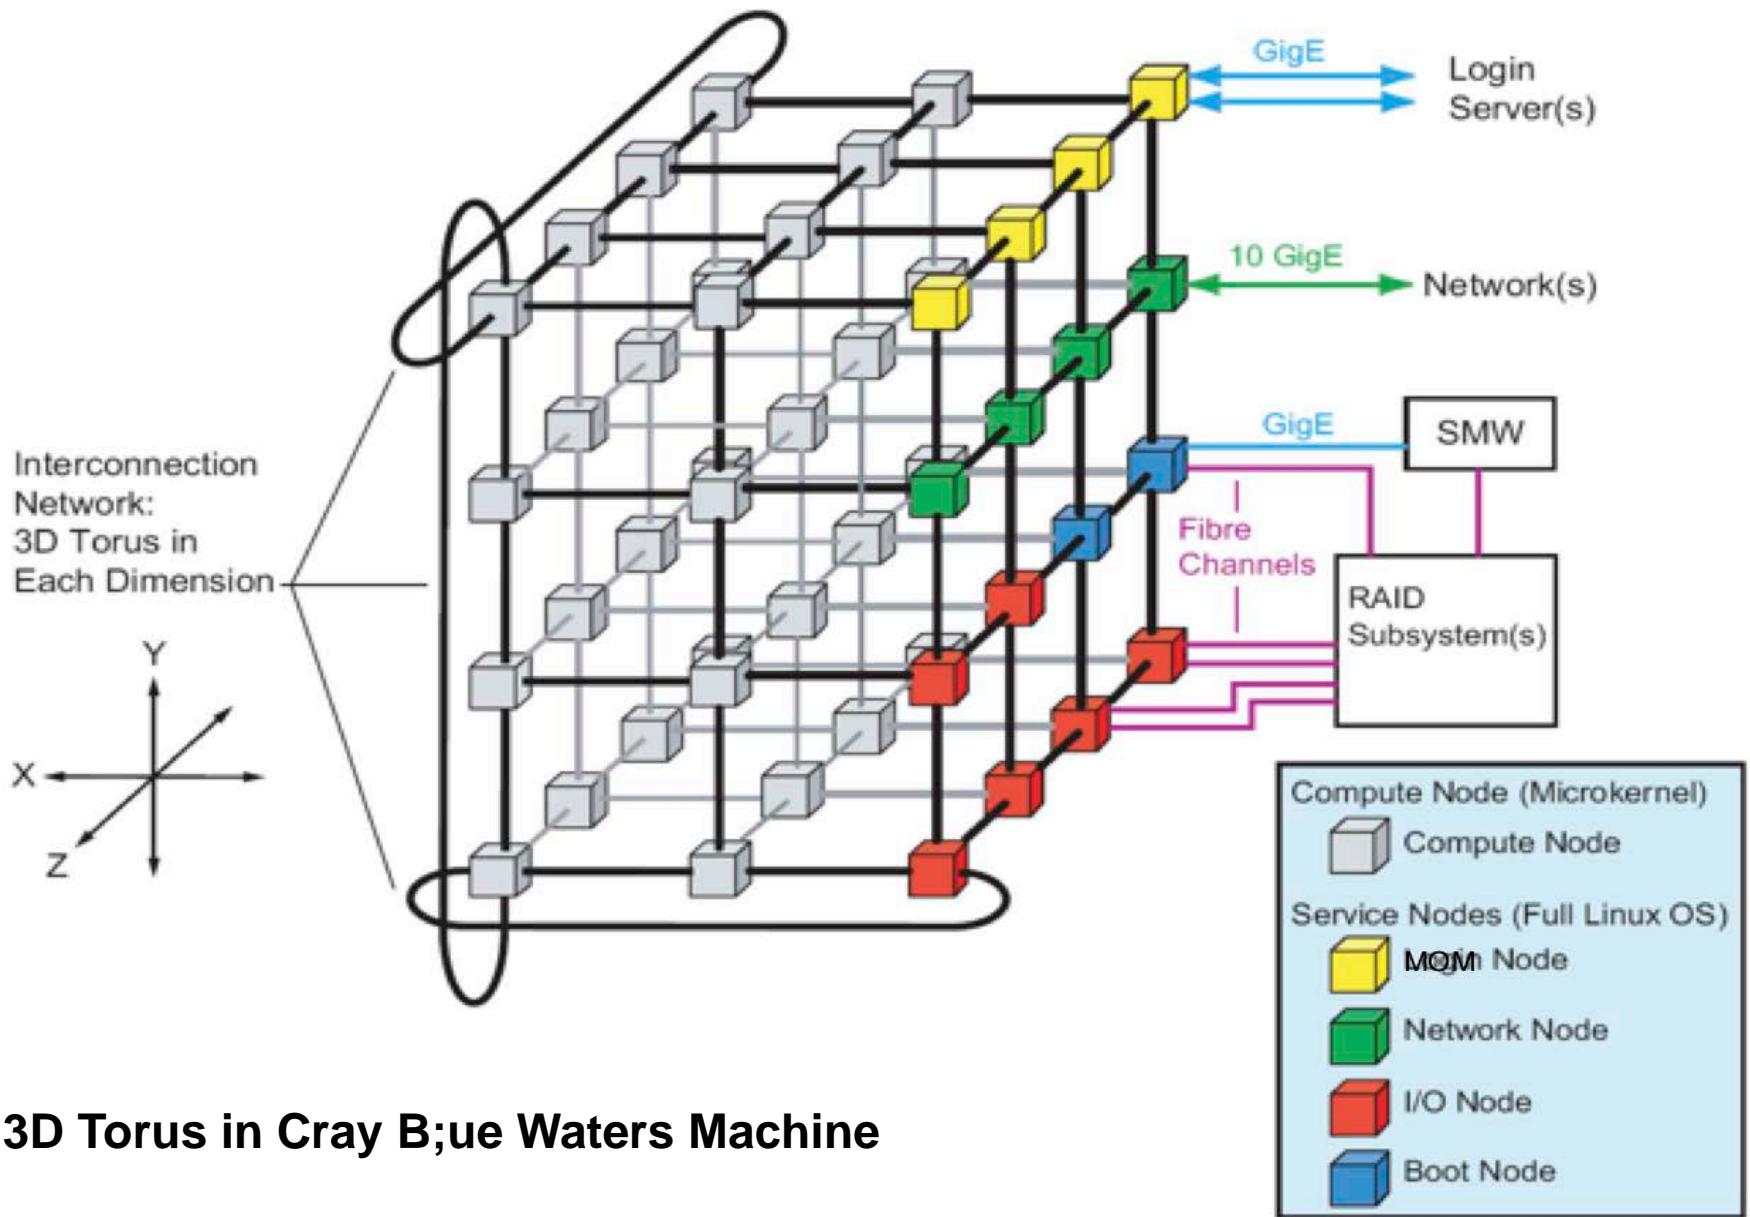 GigE
Login
Server(s)
10 GigE
Network(s)
GigE
SMW
Interconnection
Network:
3D Torus in
Each Dimension
Fibre
Channels
RAID
Subsystem(s)
Y
X
Z
Compute Node (Microkernel)
Compute Node
Service Nodes (Full Linux OS)
MOM Node
Network Node
I/O Node
Boot Node
3D Torus in Cray B;ue Waters Machine